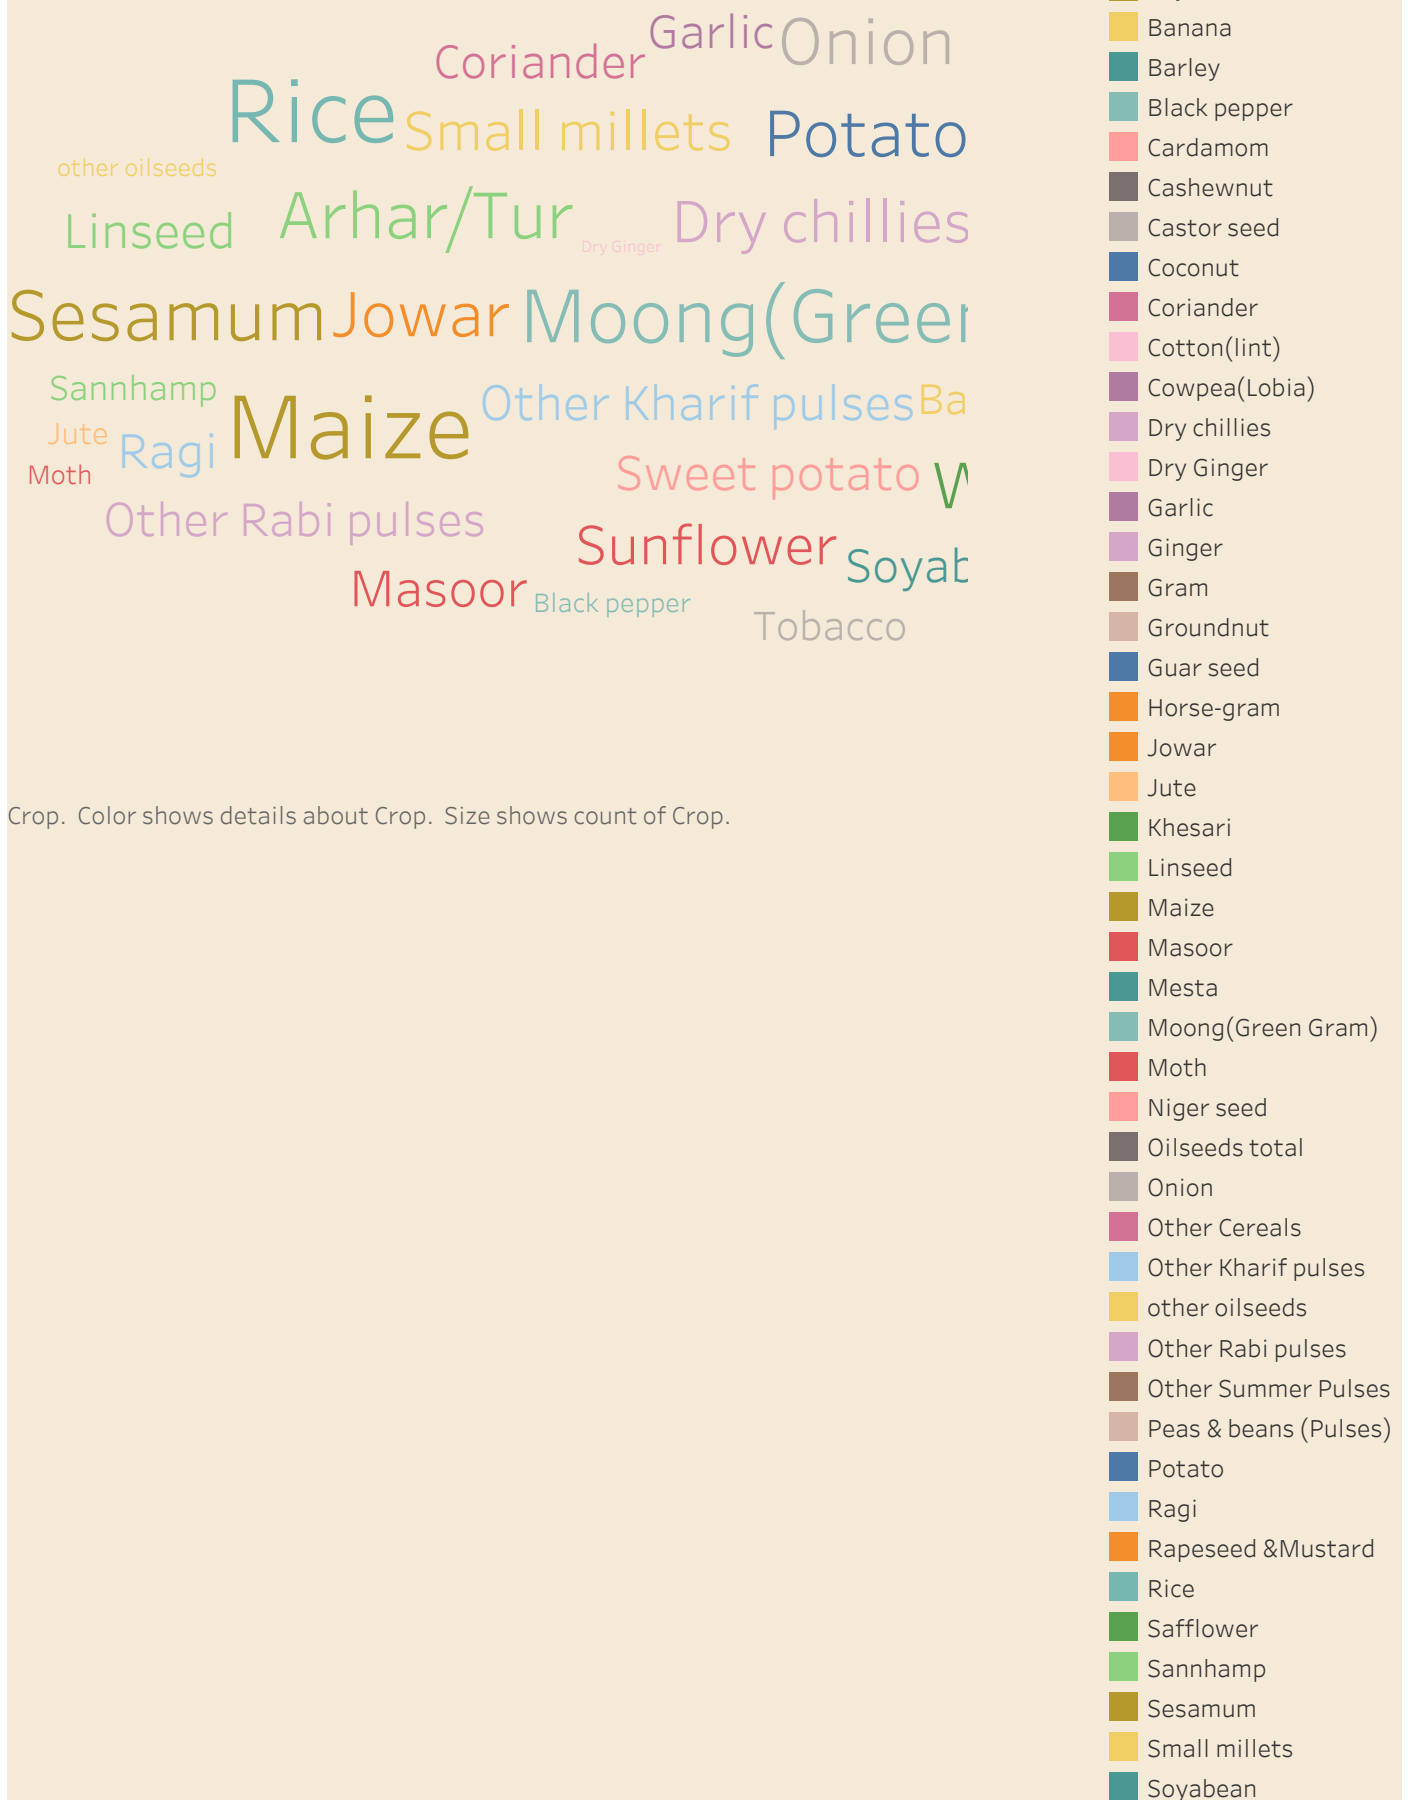 Garlic Onion
Coriander
Rice Small millets Potato
other oilseeds
Linseed Arhar/Tur Dry Ginger Dry chillies
Sesamum Jowar Moong(Green
Sannhamp
Maize Other Kharif pulses Ba
Jute Ragi
Moth
Sweet potato W
Other Rabi pulses
Sunflower Soyab
Masoor Black pepper
Tobacco
Crop. Color shows details about Crop. Size shows count of Crop.
Banana
Barley
Black pepper
Cardamom
Cashewnut
Castor seed
Coconut
Coriander
Cotton(lint)
Cowpea(Lobia)
Dry chillies
Dry Ginger
Garlic
Ginger
Gram
Groundnut
Guar seed
Horse-gram
Jowar
Jute
Khesari
Linseed
Maize
Masoor
Mesta
Moong(Green Gram)
Moth
Niger seed
Oilseeds total
Onion
Other Cereals
Other Kharif pulses
other oilseeds
Other Rabi pulses
Other Summer Pulses
Peas & beans (Pulses)
Potato
Ragi
Rapeseed &Mustard
Rice
Safflower
Sannhamp
Sesamum
Small millets
Soyabean